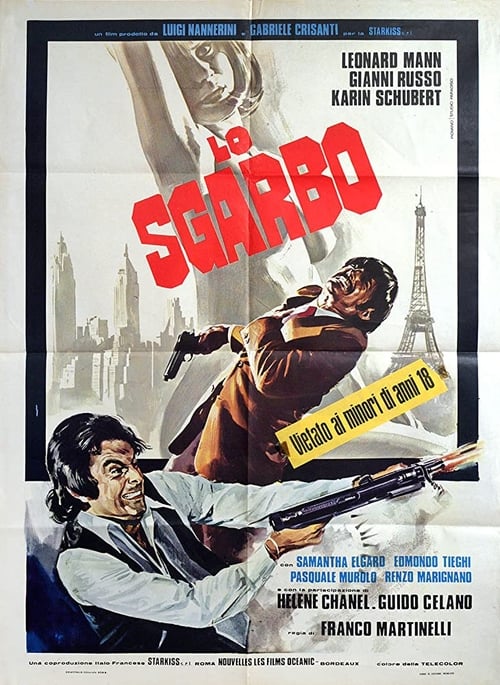 un film prodotto da LUIGI NANNERINI e GABRIELE CRISANTI per la STARKISS s.r.l.
LEONARD MANN
GIANNI RUSSO
KARIN SCHUBERT
LO
SGARBO
Vietato ai minori di anni 18
con SAMANTHA ELGARD EDMONDO TIEGHI
PASQUALE MUROLO RENZO MARIGNANO
e con la partecipazione di
HELENE CHANEL. GUIDO CELANO
regia di FRANCO MARTINELLI
Una coproduzione Italo Francese STARKISS s.r.l. ROMA NOUVELLES LES FILMS OCEANIC - BORDEAUX colore della TELECOLOR